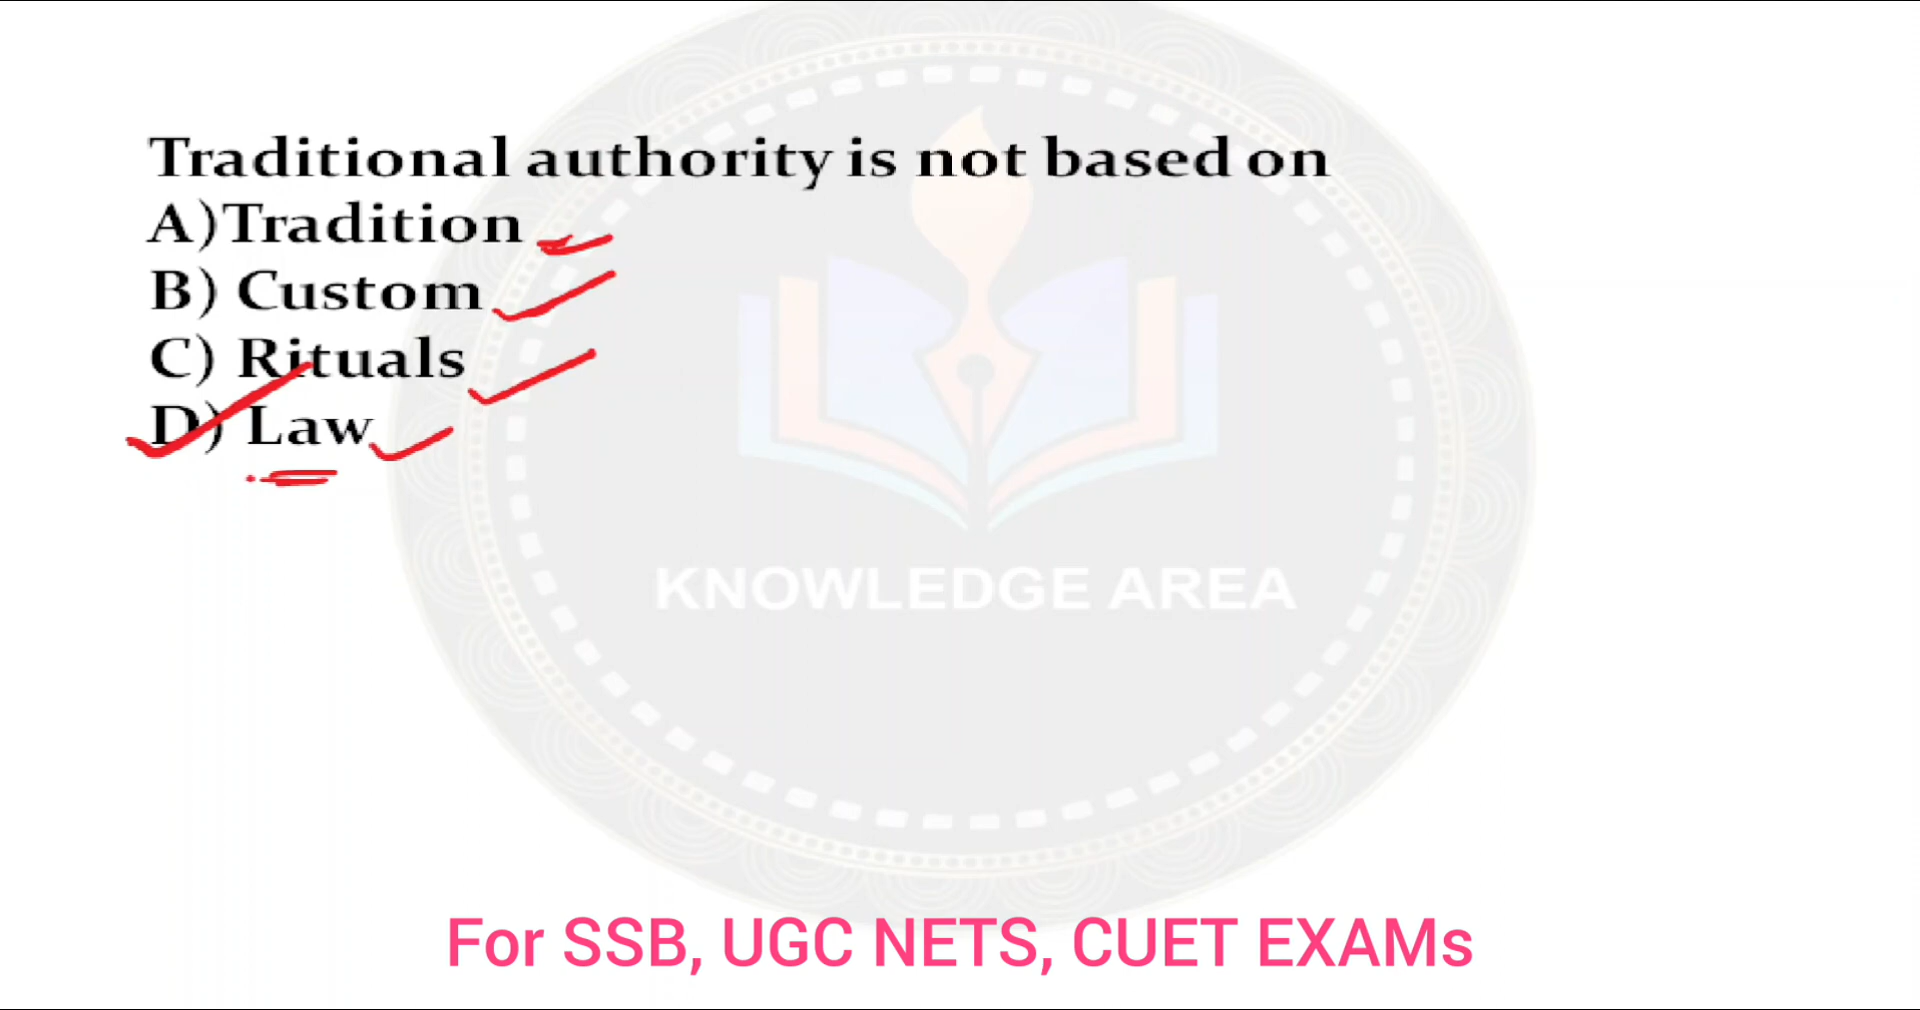 Traditional authority is not based on
A)Tradition
B) Custom
C) Rituals
D) Law
KNOWLEDGE AREA
For SSB, UGC NETS, CUET EXAMs